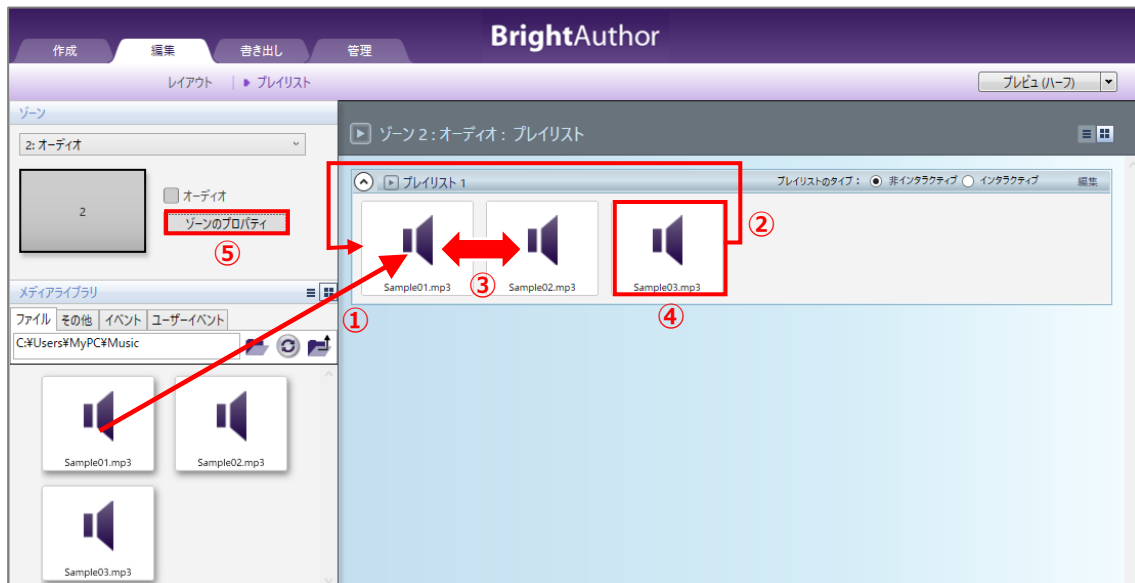 BrightAuthor
作成 編集 書き出し 管理
レイアウト プレイリスト プレビュ (ハーフ)
ゾーン
2: オーディオ
2
オーディオ
ゾーンのプロパティ
⑤
ゾーン 2 : オーディオ : プレイリスト
プレイリスト 1 プレイリストのタイプ : 非インタラクティブ インタラクティブ 編集
②
③
Sample01.mp3 Sample02.mp3 Sample03.mp3
① ④
メディアライブラリ
ファイル その他 イベント ユーザーイベント
C:¥Users¥MyPC¥Music
Sample01.mp3 Sample02.mp3
Sample03.mp3